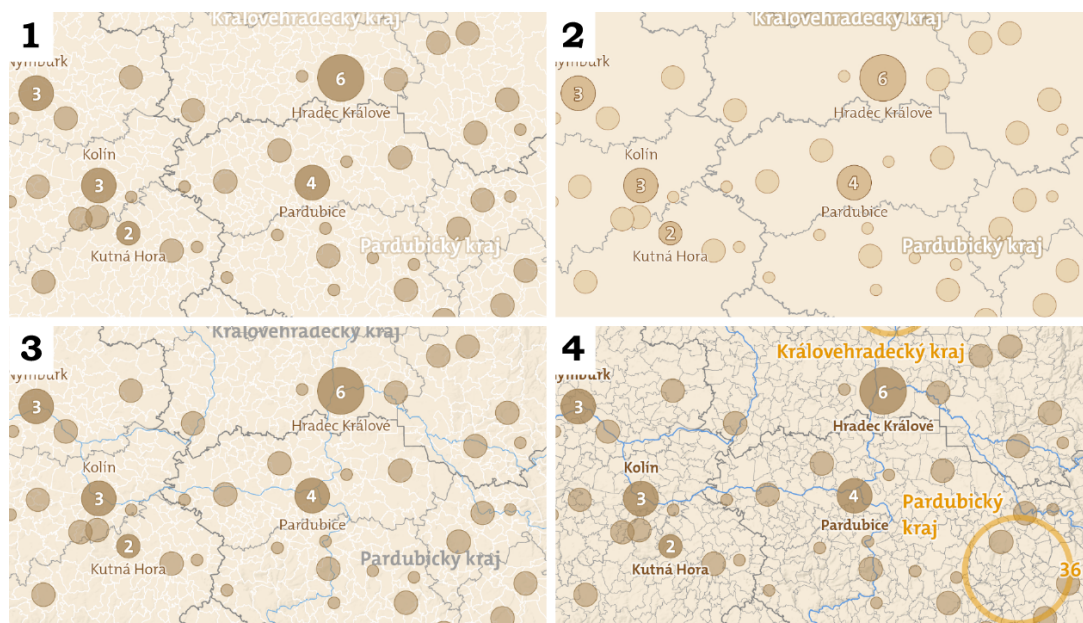 1
Královehradecký kraj
Nymburk
3
6
Hradec Králové
Kolín
3
4
Pardubice
2
Kutná Hora
Pardubický kraj
2
Královehradecký kraj
Nymburk
3
6
Hradec Králové
Kolín
3
4
Pardubice
2
Kutná Hora
Pardubický kraj
3
Královehradecký kraj
Nymburk
3
6
Hradec Králové
Kolín
3
4
Pardubice
2
Kutná Hora
Pardubický kraj
4
Královehradecký kraj
Nymburk
3
6
Hradec Králové
Kolín
3
4
Pardubický
kraj
Pardubice
2
Kutná Hora
36